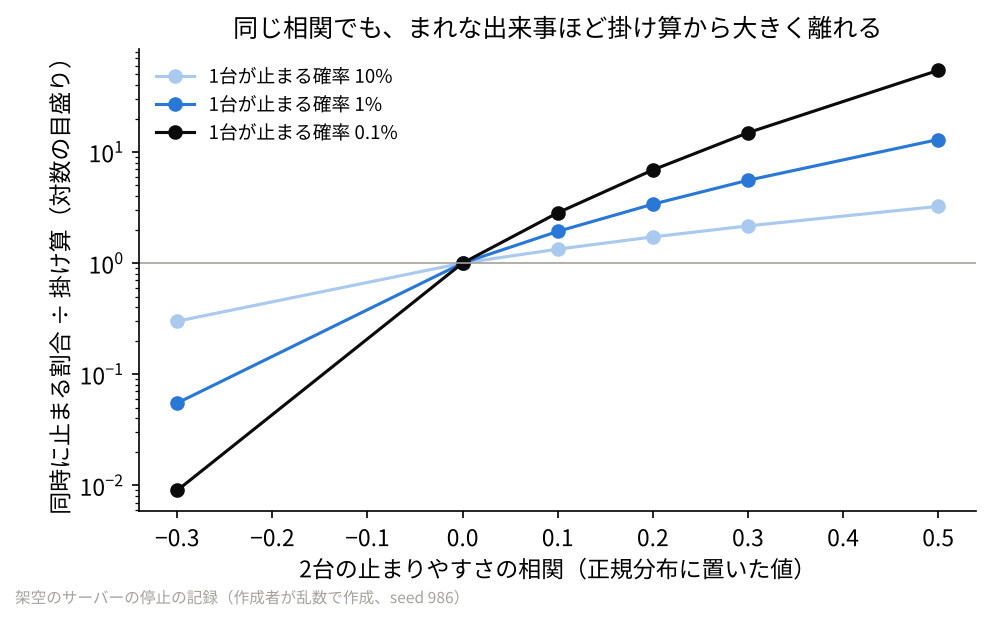 同じ相関でも、まれな出来事ほど掛け算から大きく離れる
1台が止まる確率 10%
1台が止まる確率 1%
1台が止まる確率 0.1%
同時に止まる割合 ÷ 掛け算（対数の目盛り）
10¹
10⁰
10⁻¹
10⁻²
−0.3 −0.2 −0.1 0.0 0.1 0.2 0.3 0.4 0.5
2台の止まりやすさの相関（正規分布に置いた値）
架空のサーバーの停止の記録（作成者が乱数で作成、seed 986）